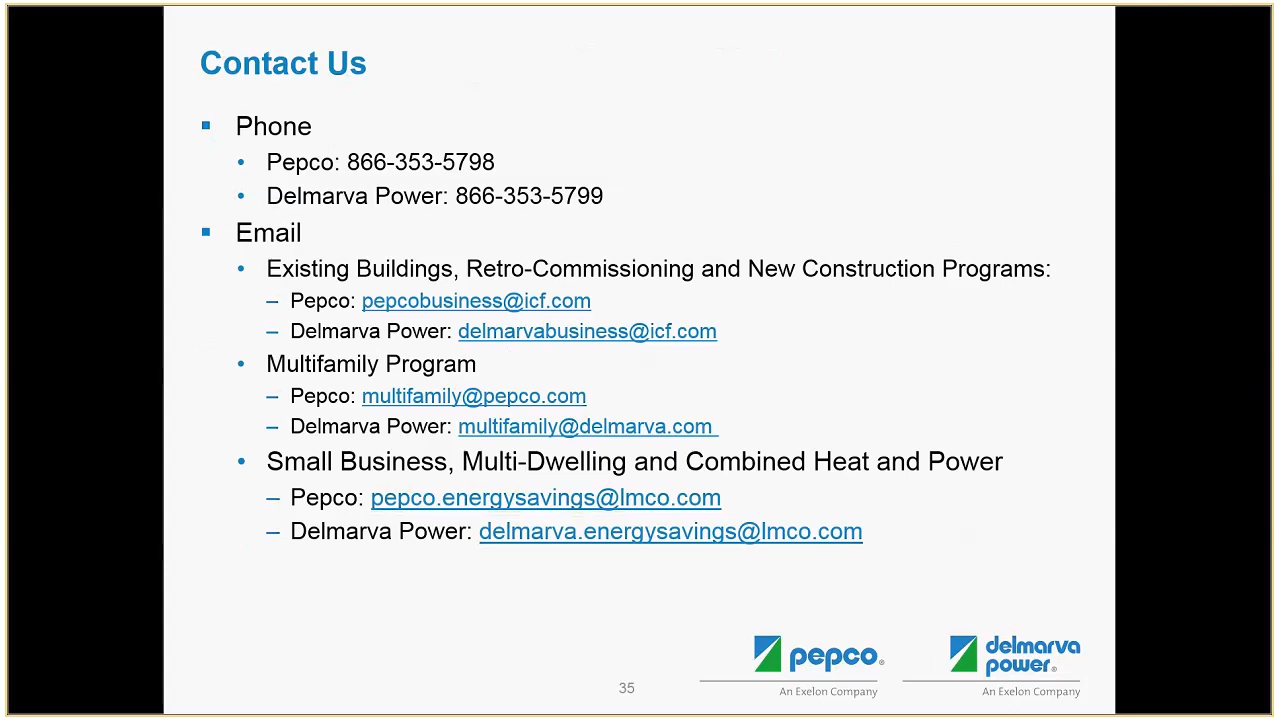 Contact Us
Phone
Pepco: 866-353-5798
Delmarva Power: 866-353-5799
Email
Existing Buildings, Retro-Commissioning and New Construction Programs:
– Pepco: pepcobusiness@icf.com
– Delmarva Power: delmarvabusiness@icf.com
Multifamily Program
– Pepco: multifamily@pepco.com
– Delmarva Power: multifamily@delmarva.com
Small Business, Multi-Dwelling and Combined Heat and Power
– Pepco: pepco.energysavings@lmco.com
– Delmarva Power: delmarva.energysavings@lmco.com
pepco®
An Exelon Company
delmarva
power®
An Exelon Company
35